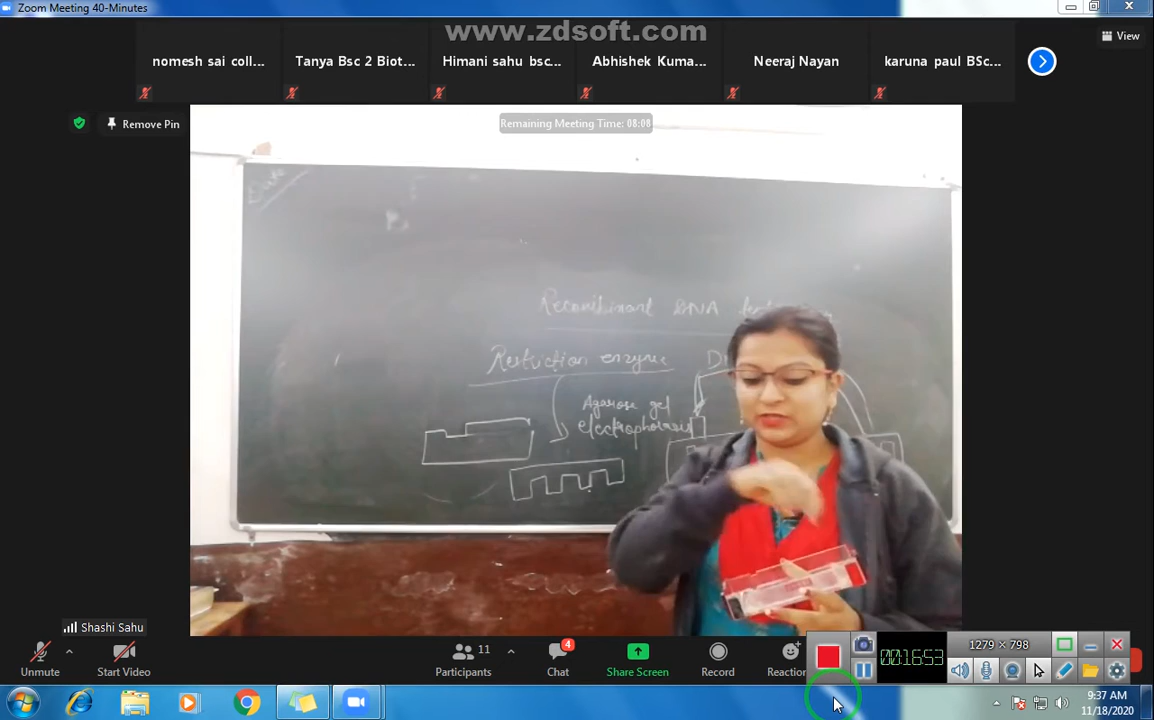 Zoom Meeting 40-Minutes
www.zdsoft.com
View
nomesh sai coll...
Tanya Bsc 2 Biot...
Himani sahu bsc...
Abhishek Kuma...
Neeraj Nayan
karuna paul BSc...
Remove Pin
Remaining Meeting Time: 08:08
Recombinant DNA
Restriction enzyme
Agarose gel
electrophoresis
Shashi Sahu
11
4
Unmute
Start Video
Participants
Chat
Share Screen
Record
Reaction
00:16:53
1279 × 798
9:37 AM
11/18/2020